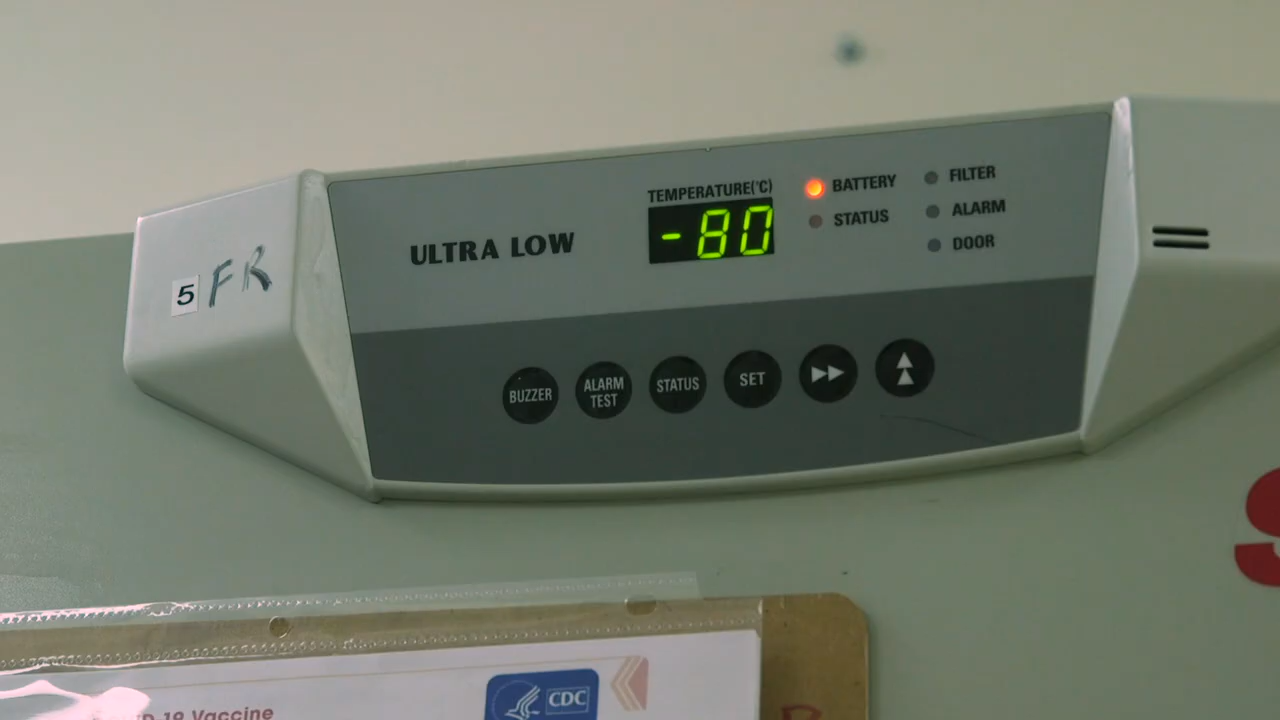 5 FR
ULTRA LOW
TEMPERATURE(°C)
-80
BATTERY
STATUS
FILTER
ALARM
DOOR
BUZZER
ALARM TEST
STATUS
SET
CDC
Vaccine